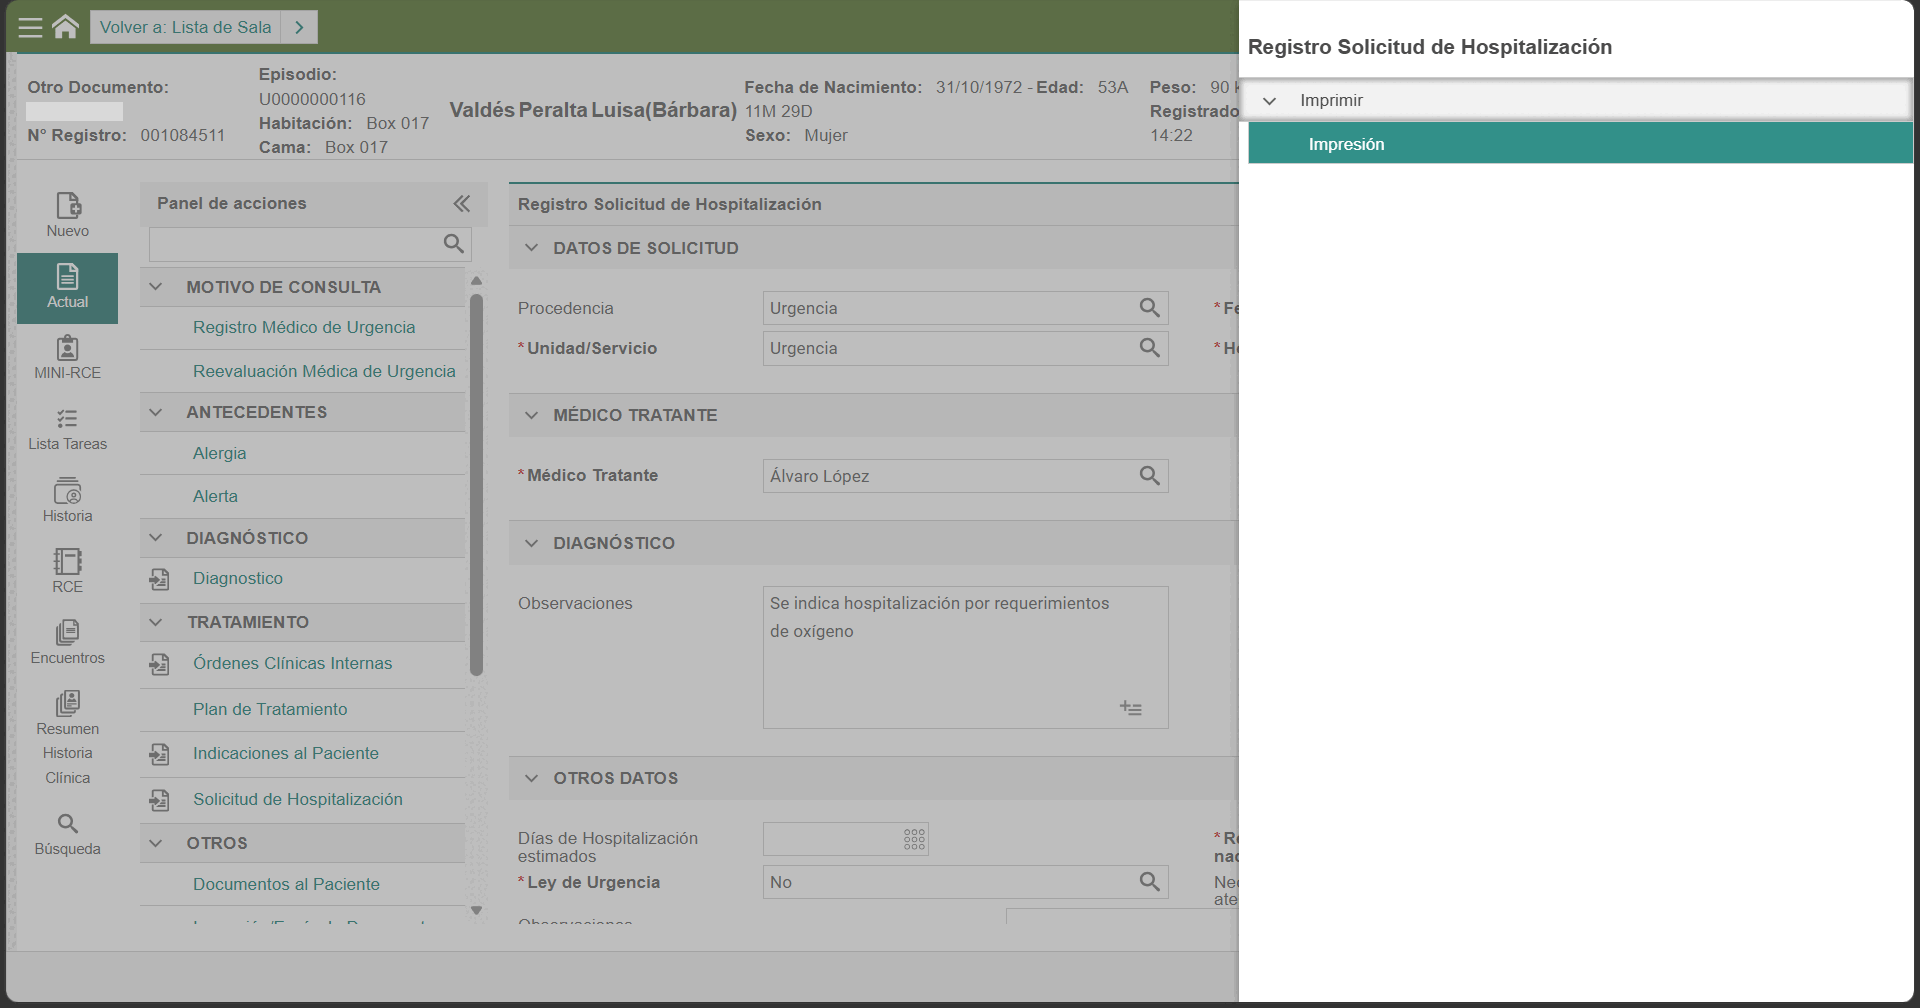 Volver a: Lista de Sala
Registro Solicitud de Hospitalización
Imprimir
Impresión
Otro Documento:
N° Registro: 001084511
Episodio:
U0000000116
Habitación: Box 017
Cama: Box 017
Valdés Peralta Luisa(Bárbara)
Fecha de Nacimiento: 31/10/1972 - Edad: 53A
11M 29D
Sexo: Mujer
Peso: 90
Registrado
14:22
Nuevo
Actual
MINI-RCE
Lista Tareas
Historia
RCE
Encuentros
Resumen
Historia
Clínica
Búsqueda
Panel de acciones
MOTIVO DE CONSULTA
Registro Médico de Urgencia
Reevaluación Médica de Urgencia
ANTECEDENTES
Alergia
Alerta
DIAGNÓSTICO
Diagnostico
TRATAMIENTO
Órdenes Clínicas Internas
Plan de Tratamiento
Indicaciones al Paciente
Solicitud de Hospitalización
OTROS
Documentos al Paciente
Registro Solicitud de Hospitalización
DATOS DE SOLICITUD
Procedencia Urgencia
* Unidad/Servicio Urgencia
MÉDICO TRATANTE
* Médico Tratante Álvaro López
DIAGNÓSTICO
Observaciones
Se indica hospitalización por requerimientos
de oxígeno
OTROS DATOS
Días de Hospitalización
estimados
* Ley de Urgencia No